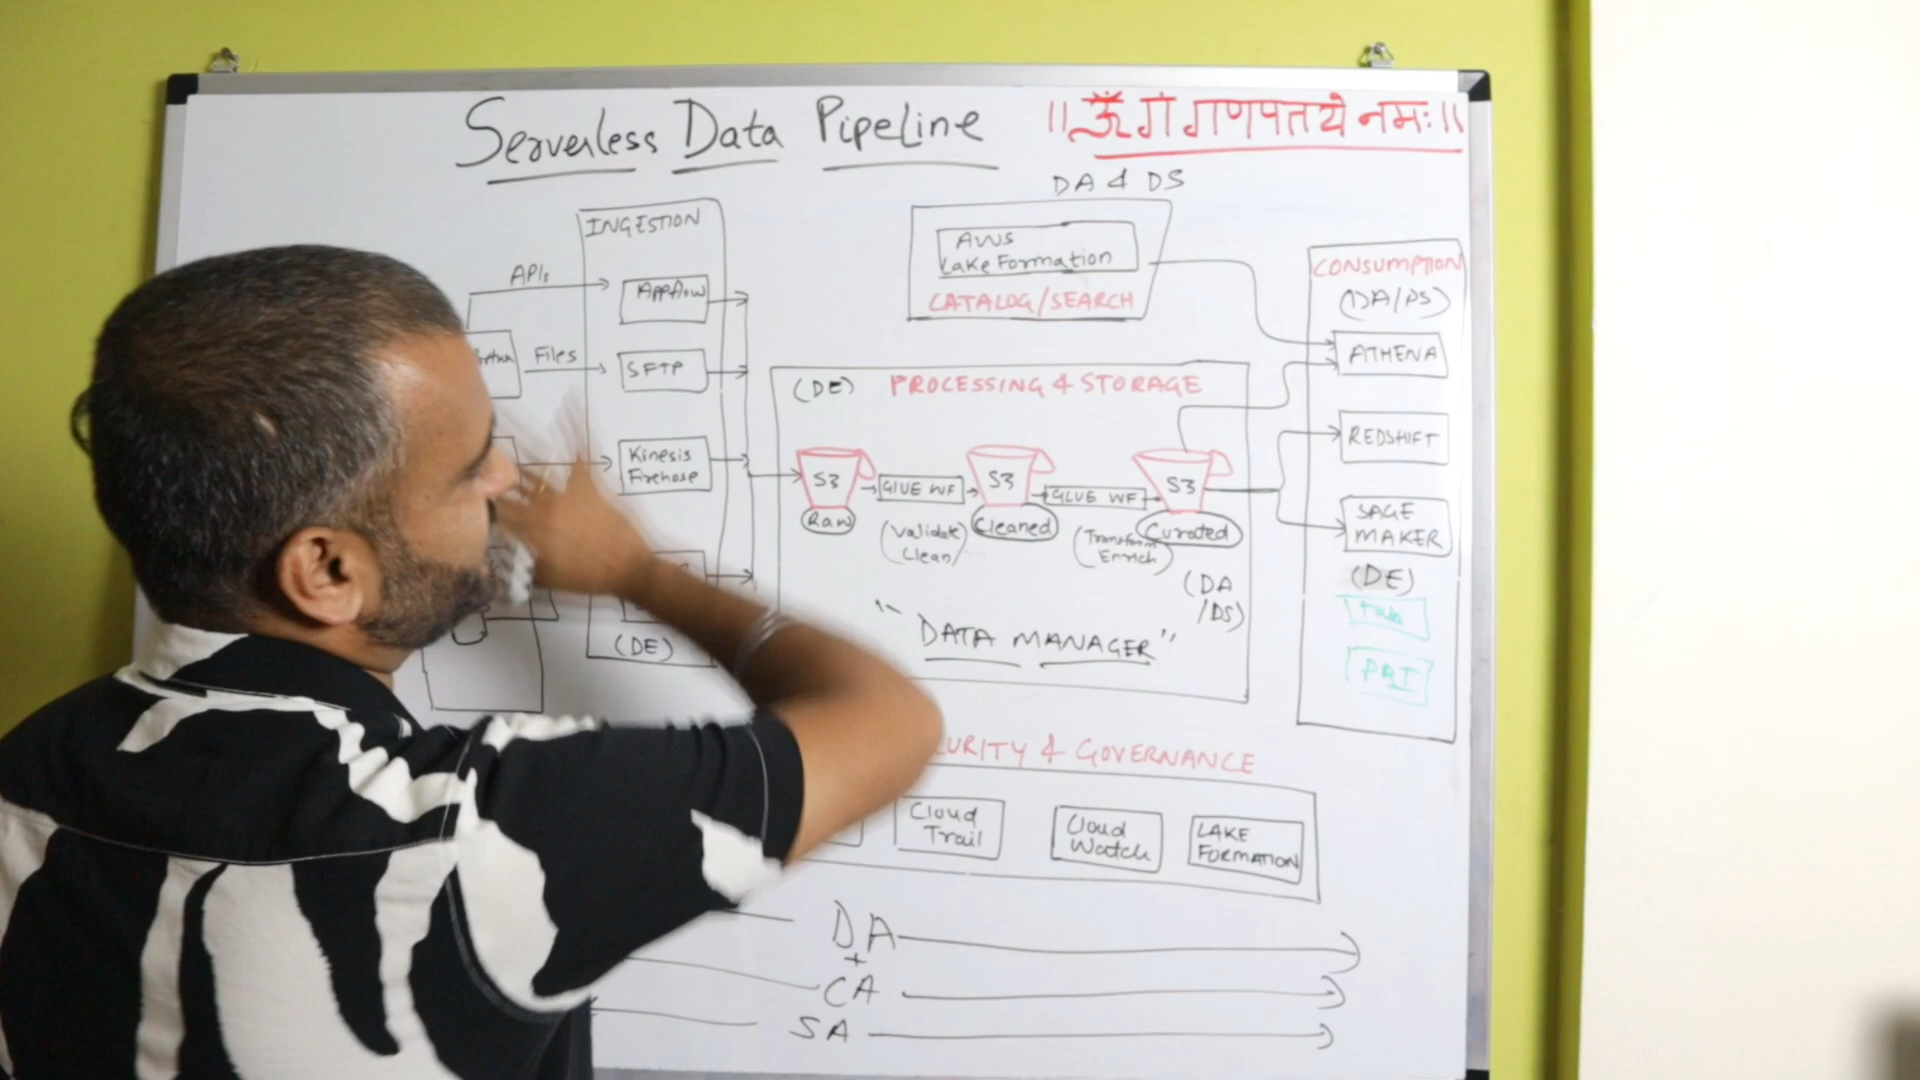 Serverless Data Pipeline
||ॐ गं गणपतये नमः||
DA & DS
INGESTION
APIs
Appflow
Files
SFTP
Kinesis
Firehose
(DE)
AWS
Lake Formation
CATALOG/SEARCH
(DE) PROCESSING & STORAGE
S3
Raw
GLUE WF
(Validate
Clean)
S3
Cleaned
GLUE WF
(Transform
Enrich)
S3
Curated
(DA
/DS)
"DATA MANAGER"
CONSUMPTION
(DA/DS)
ATHENA
REDSHIFT
SAGE
MAKER
(DE)
& GOVERNANCE
Cloud
Trail
Cloud
Watch
LAKE
FORMATION
DA
+
CA
SA